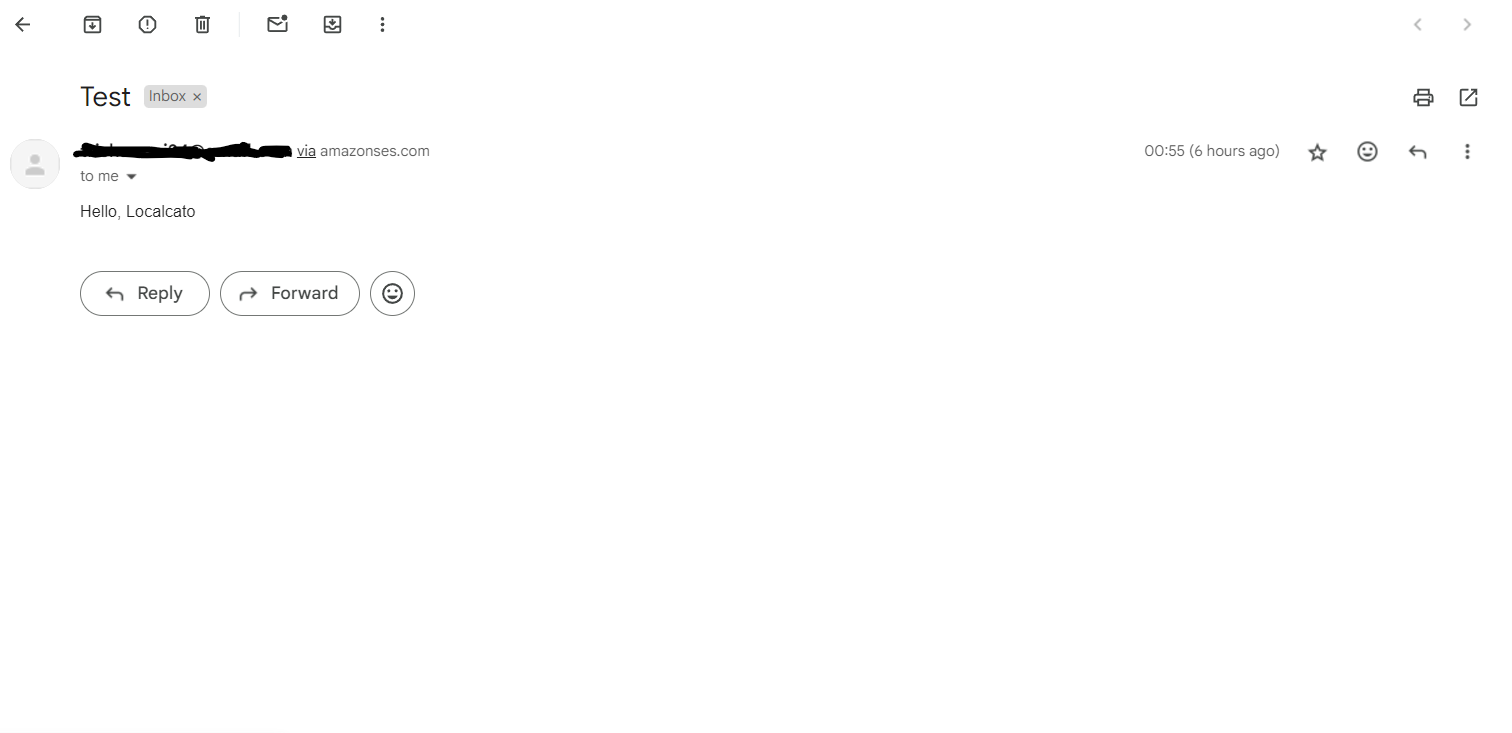 Test Inbox ×
via amazonses.com 00:55 (6 hours ago)
to me
Hello, Localcato
Reply Forward